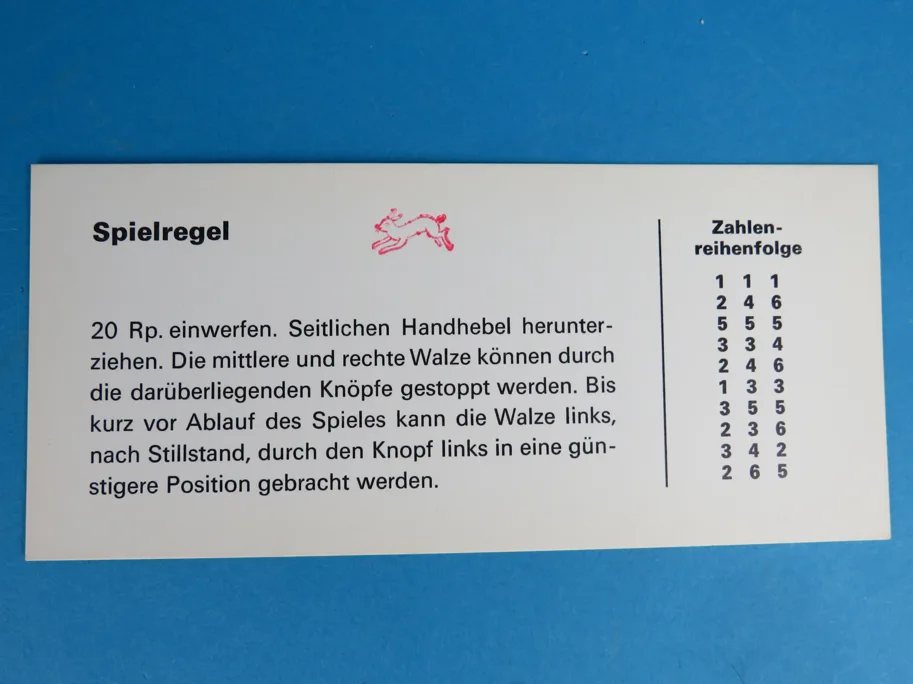 Spielregel
20 Rp. einwerfen. Seitlichen Handhebel herunter-
ziehen. Die mittlere und rechte Walze können durch
die darüberliegenden Knöpfe gestoppt werden. Bis
kurz vor Ablauf des Spieles kann die Walze links,
nach Stillstand, durch den Knopf links in eine gün-
stigere Position gebracht werden.
Zahlen-
reihenfolge
1 1 1
2 4 6
5 5 5
3 3 4
2 4 6
1 3 3
3 5 5
2 3 6
3 4 2
2 6 5